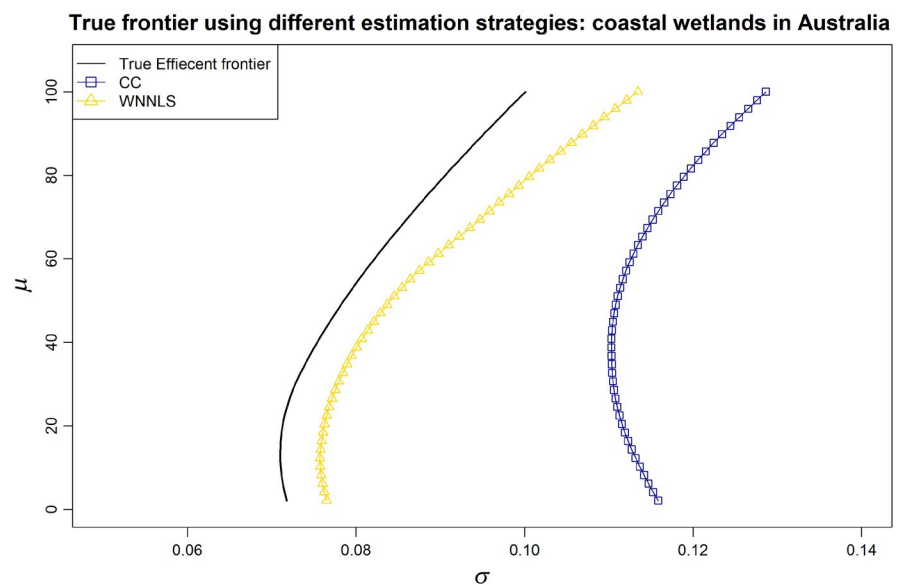 True frontier using different estimation strategies: coastal wetlands in Australia
True Effiecent frontier
CC
WNNLS
100
80
60
40
20
0
μ
0.06 0.08 0.10 0.12 0.14
σ